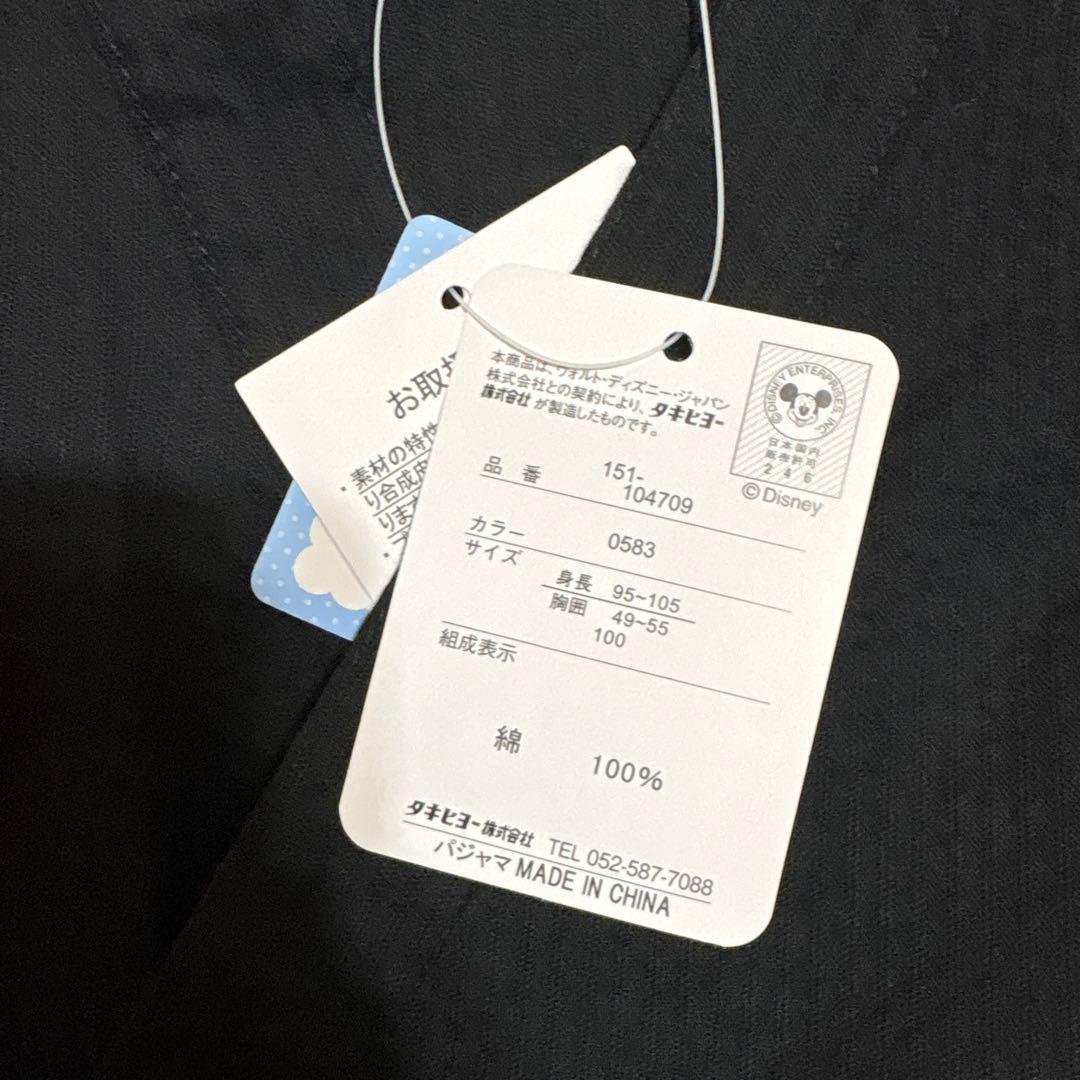 お取扱
・素材の特性
り合成皮
ります
本商品は、ウォルト・ディズニー・ジャパン
株式会社との契約により、タキヒヨー
株式会社が製造したものです。
©DISNEY ENTERPRISES, INC.
日本国内
販売許可
246
©Disney
品 番 151-
104709
カラー 0583
サイズ
身長 95~105
胸囲 49~55
100
組成表示
綿 100%
タキヒヨー株式会社 TEL 052-587-7088
パジャマ MADE IN CHINA